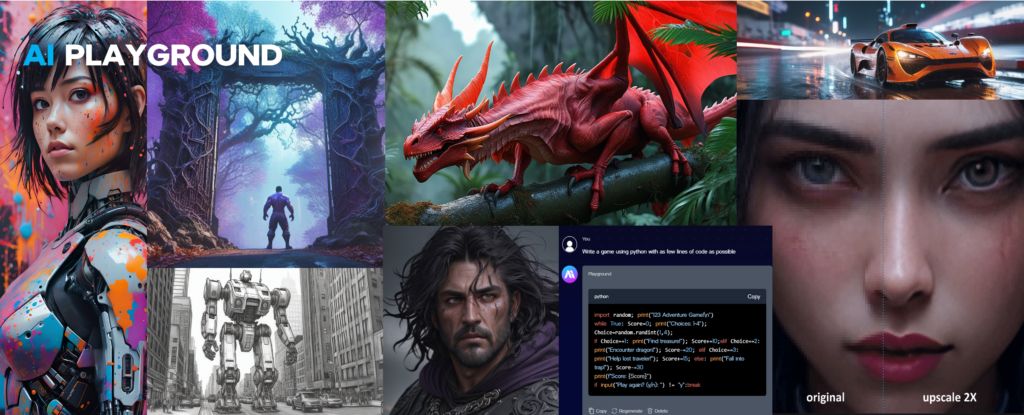 AI PLAYGROUND
You
Write a game using python with as few lines of code as possible
Playground
python Copy
import random; print("123 Adventure Game!\n")
while True: Score=0; print("Choices: 1-4");
Choice=random.randint(1,4);
if Choice==1: print("Find treasure!"); Score+=10;elif Choice==2:
print("Encounter dragon!"); Score-=20; elif Choice==3:
print("Help lost traveler!"); Score+=15; else: print("Fall into
trap!"); Score-=30
print(f"Score: {Score}")
if input("Play again? (y/n): ") != "y":break
Copy Regenerate Delete
original upscale 2X